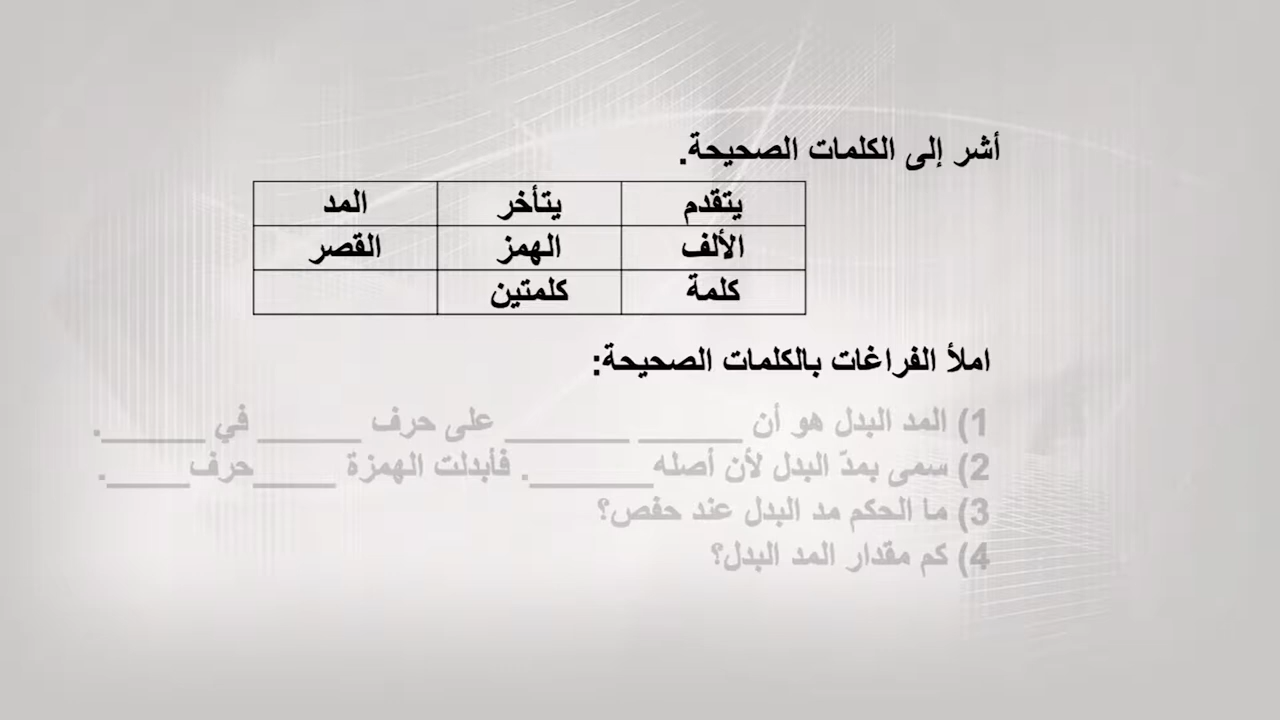 أشر إلى الكلمات الصحيحة.
يتقدم يتأخر المد
الألف الهمز القصر
كلمة كلمتين
املأ الفراغات بالكلمات الصحيحة:
1) المد البدل هو أن ______ ______ ______ على حرف ______ في ______.
2) سمى بمدّ البدل لأن أصله______. فأبدلت الهمزة _____حرف_____.
3) ما الحكم مد البدل عند حفص؟
4) كم مقدار المد البدل؟